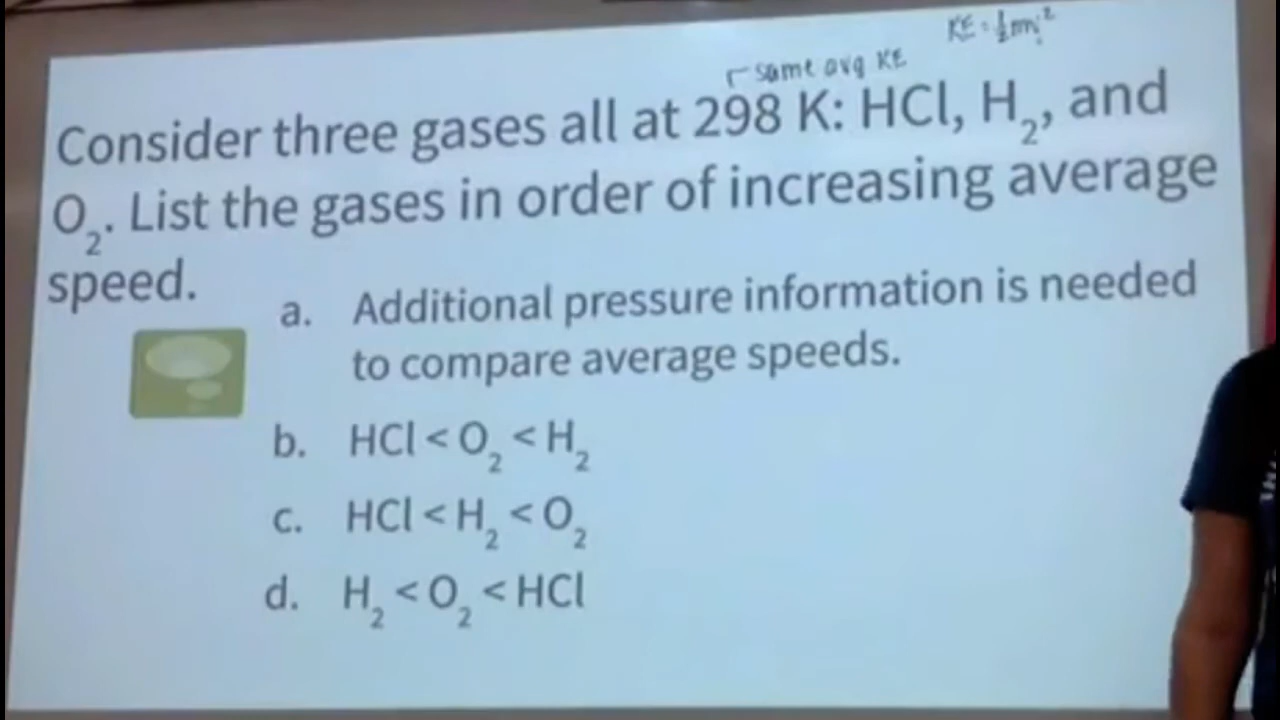 KE = ½mv²
same avg KE
Consider three gases all at 298 K: HCl, H₂, and
O₂. List the gases in order of increasing average
speed.
a. Additional pressure information is needed
to compare average speeds.
b. HCl < O₂ < H₂
c. HCl < H₂ < O₂
d. H₂ < O₂ < HCl